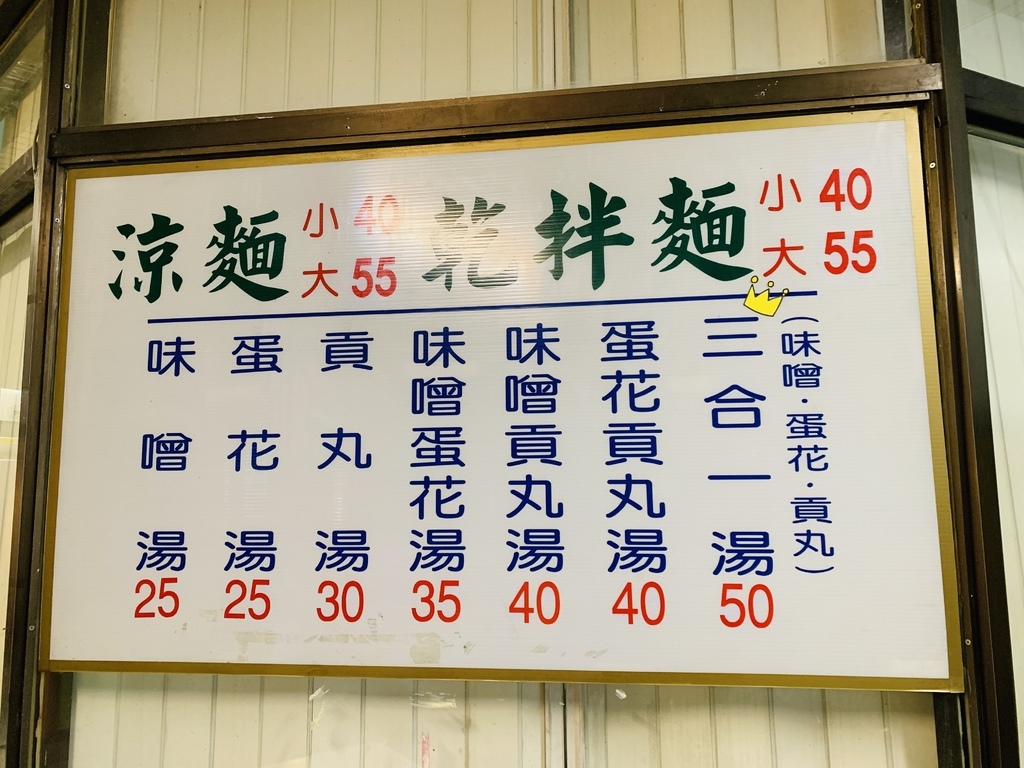 涼麵 小 40 大 55
乾拌麵 小 40 大 55
味噌湯 25
蛋花湯 25
貢丸湯 30
味噌蛋花湯 35
味噌貢丸湯 40
蛋花貢丸湯 40
三合一湯 50
(味噌・蛋花・貢丸)